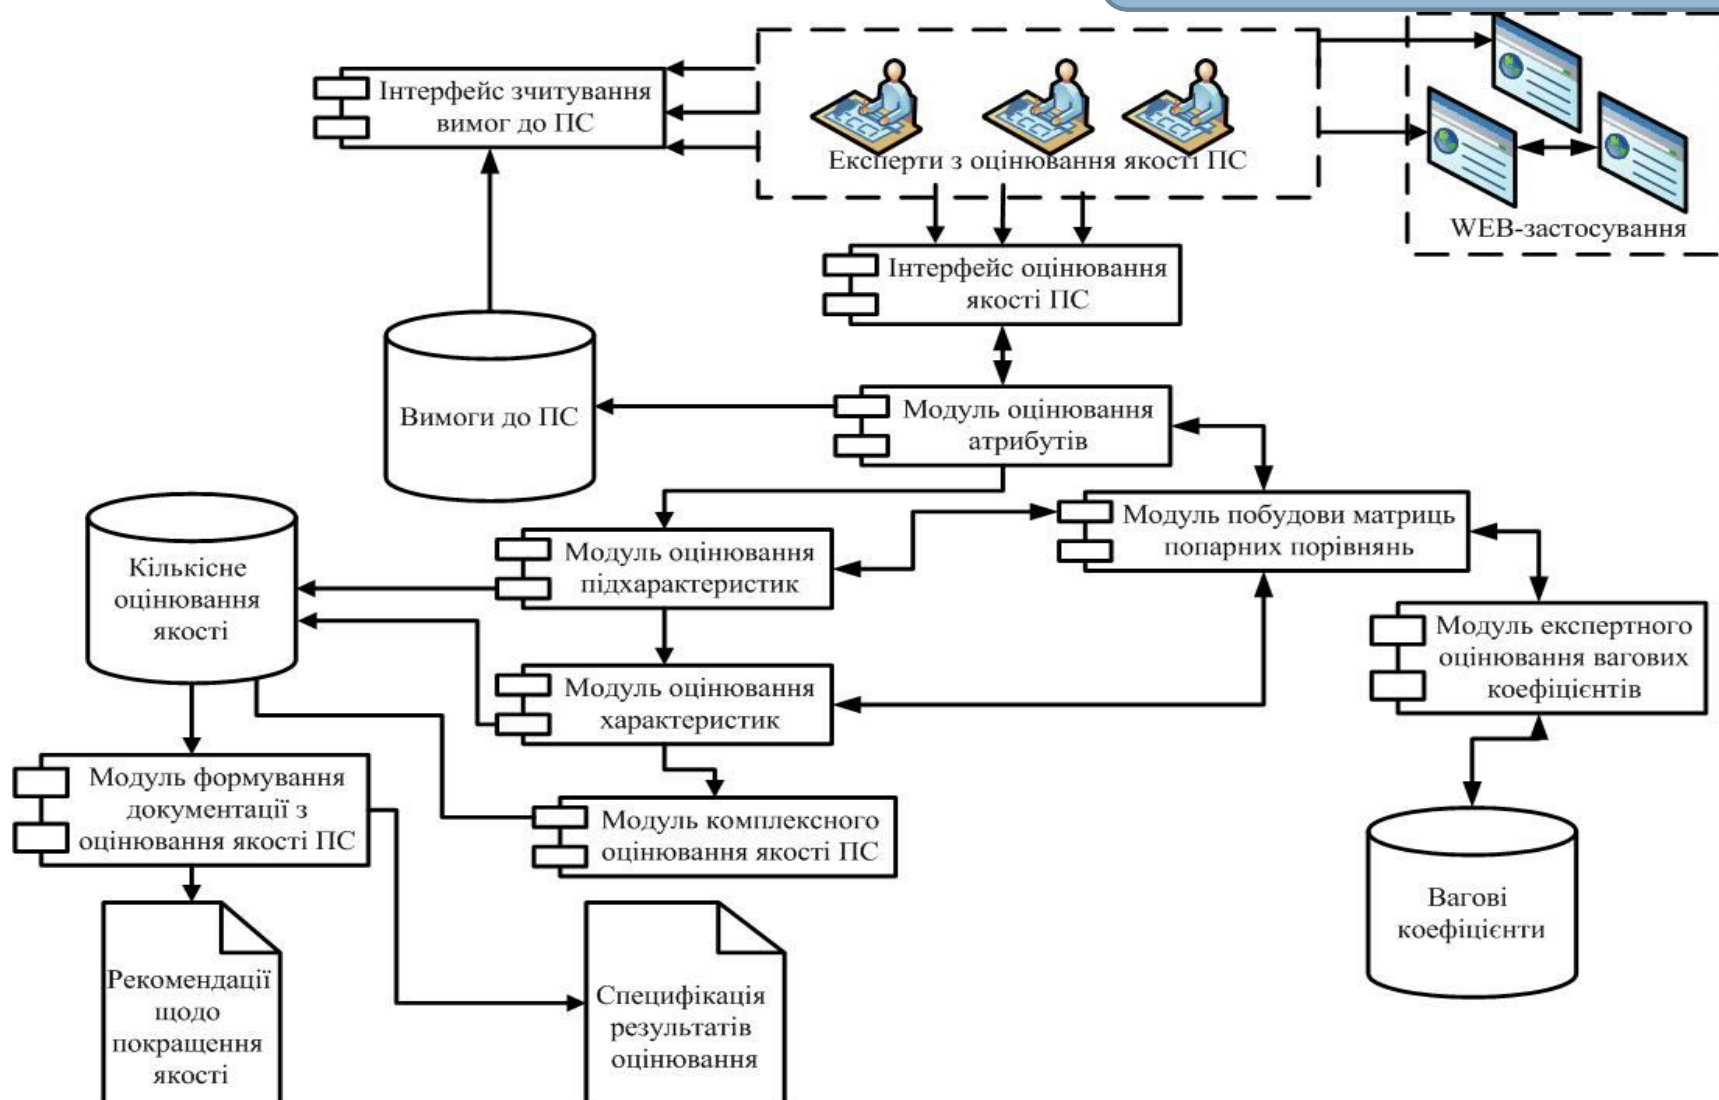 Інтерфейс зчитування
вимог до ПС
Експерти з оцінювання якості ПС
WEB-застосування
Інтерфейс оцінювання
якості ПС
Вимоги до ПС
Модуль оцінювання
атрибутів
Модуль побудови матриць
попарних порівнянь
Кількісне
оцінювання
якості
Модуль оцінювання
підхарактеристик
Модуль експертного
оцінювання вагових
коефіцієнтів
Модуль оцінювання
характеристик
Модуль формування
документації з
оцінювання якості ПС
Модуль комплексного
оцінювання якості ПС
Вагові
коефіцієнти
Рекомендації
щодо
покращення
якості
Специфікація
результатів
оцінювання